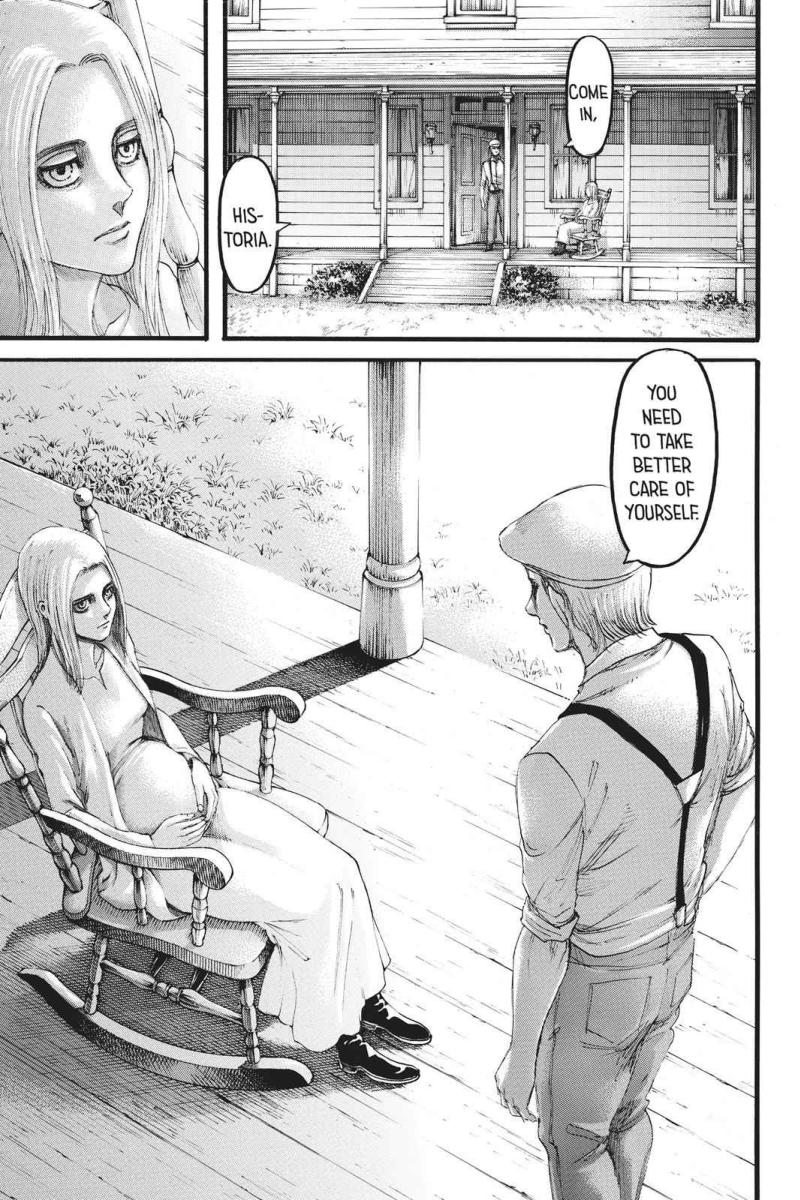 COME
IN,
HIS-
TORIA.
YOU
NEED
TO TAKE
BETTER
CARE OF
YOURSELF.